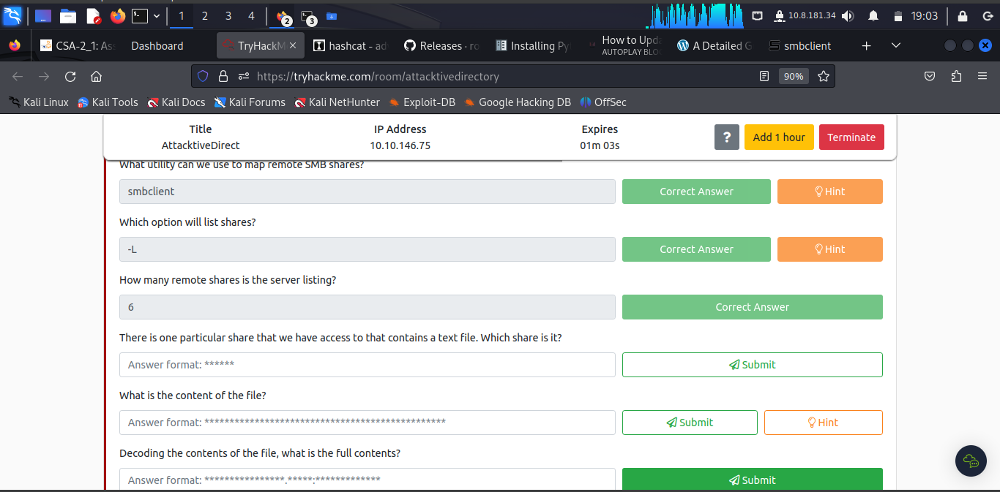 1 2 3 4 2 3 10.8.181.34 19:03
CSA-2_1: Ass Dashboard TryHackM hashcat - adv Releases · ro Installing Py How to Upda A Detailed G smbclient
AUTOPLAY BLOC
https://tryhackme.com/room/attacktivedirectory 90%
Kali Linux Kali Tools Kali Docs Kali Forums Kali NetHunter Exploit-DB Google Hacking DB OffSec
Title IP Address Expires
AttacktiveDirect 10.10.146.75 01m 03s ? Add 1 hour Terminate
What utility can we use to map remote SMB shares?
smbclient Correct Answer Hint
Which option will list shares?
-L Correct Answer Hint
How many remote shares is the server listing?
6 Correct Answer
There is one particular share that we have access to that contains a text file. Which share is it?
Answer format: ****** Submit
What is the content of the file?
Answer format: ************************************************ Submit Hint
Decoding the contents of the file, what is the full contents?
Answer format: ****************.*****:************* Submit